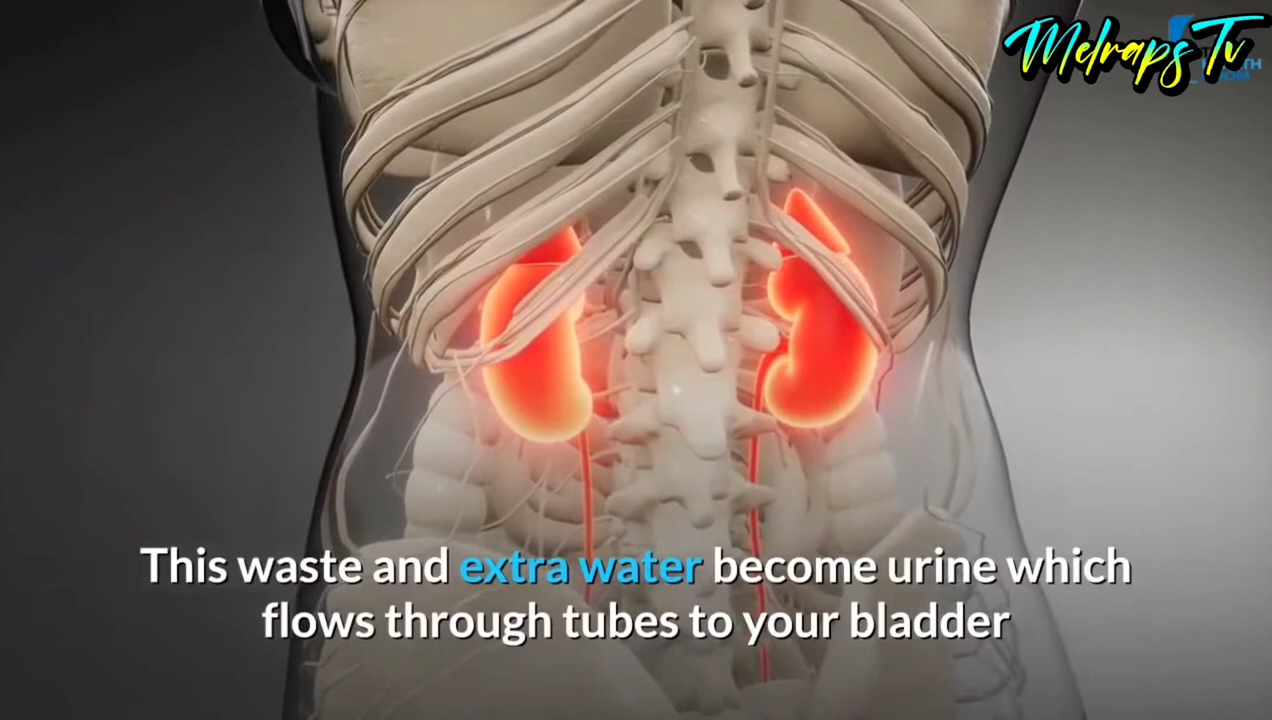 Melraps Tv
This waste and extra water become urine which
flows through tubes to your bladder